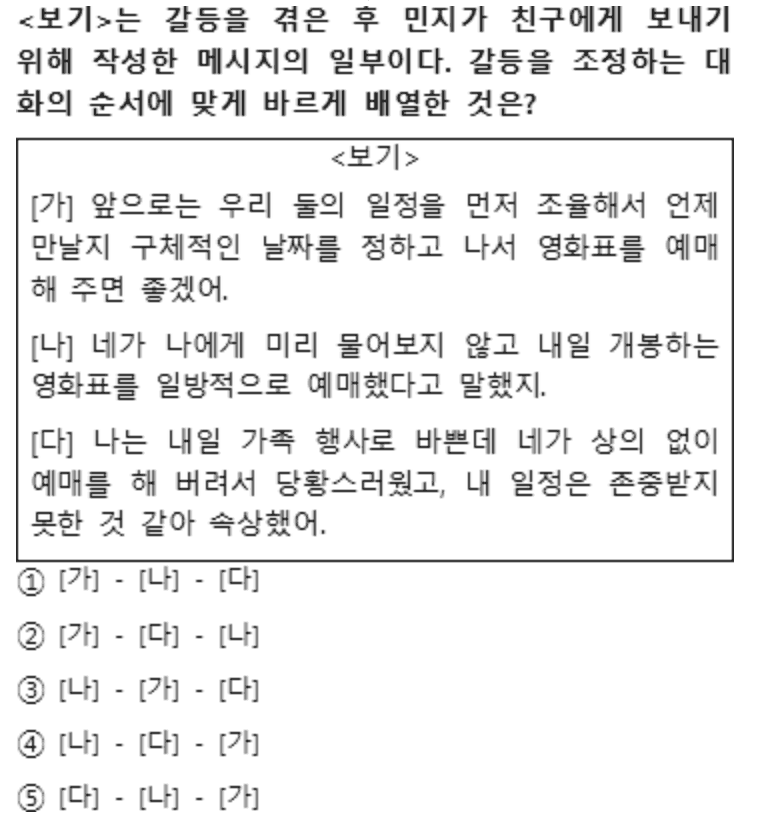 <보기>는 갈등을 겪은 후 민지가 친구에게 보내기
위해 작성한 메시지의 일부이다. 갈등을 조정하는 대
화의 순서에 맞게 바르게 배열한 것은?
<보기>
[가] 앞으로는 우리 둘의 일정을 먼저 조율해서 언제
만날지 구체적인 날짜를 정하고 나서 영화표를 예매
해 주면 좋겠어.
[나] 네가 나에게 미리 물어보지 않고 내일 개봉하는
영화표를 일방적으로 예매했다고 말했지.
[다] 나는 내일 가족 행사로 바쁜데 네가 상의 없이
예매를 해 버려서 당황스러웠고, 내 일정은 존중받지
못한 것 같아 속상했어.
① [가] - [나] - [다]
② [가] - [다] - [나]
③ [나] - [가] - [다]
④ [나] - [다] - [가]
⑤ [다] - [나] - [가]